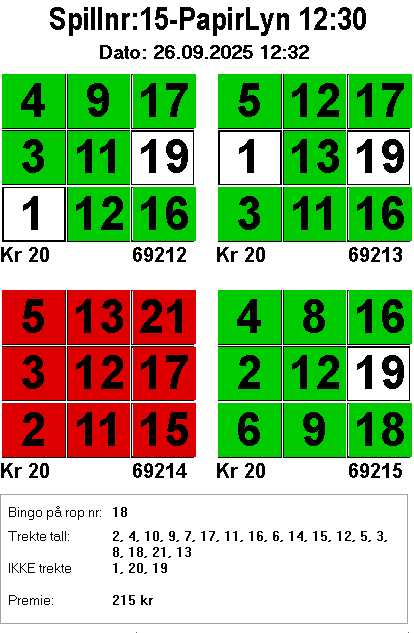 Spillnr:15-PapirLyn 12:30
Dato: 26.09.2025 12:32
4 9 17 5 12 17
3 11 19 1 13 19
1 12 16 3 11 16
Kr 20 69212 Kr 20 69213
5 13 21 4 8 16
3 12 17 2 12 19
2 11 15 6 9 18
Kr 20 69214 Kr 20 69215
Bingo på rop nr: 18
Trekte tall: 2, 4, 10, 9, 7, 17, 11, 16, 6, 14, 15, 12, 5, 3,
8, 18, 21, 13
IKKE trekte 1, 20, 19
Premie: 215 kr